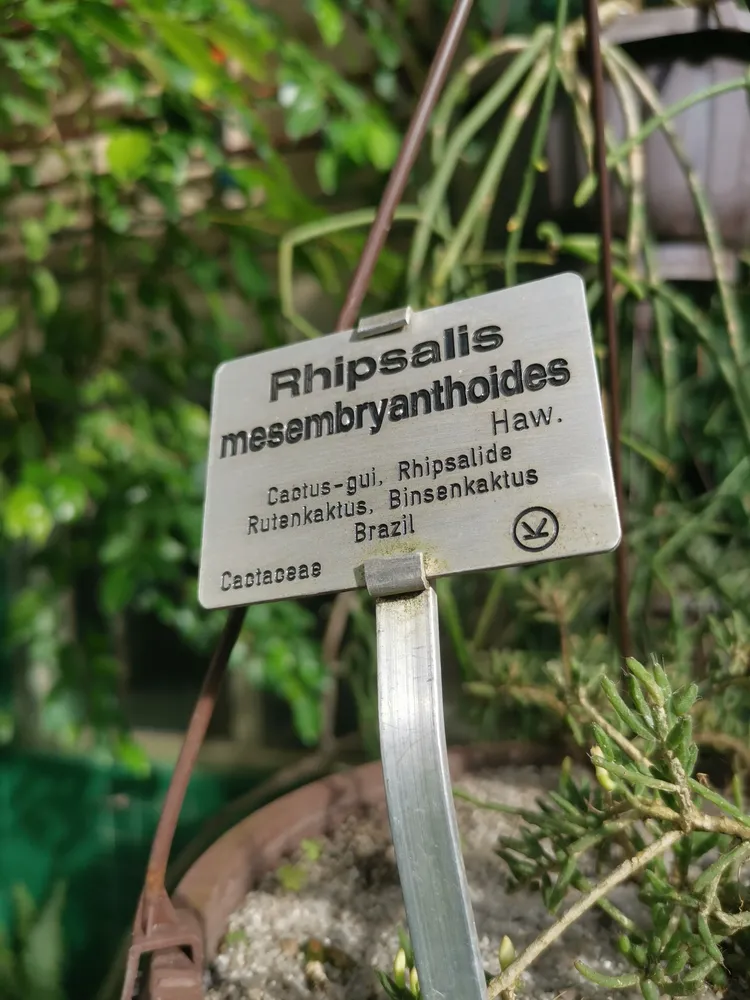 Rhipsalis
mesembryanthoides
Haw.
Cactus-gui, Rhipsalide
Rutenkaktus, Binsenkaktus
Brazil
Cactaceae